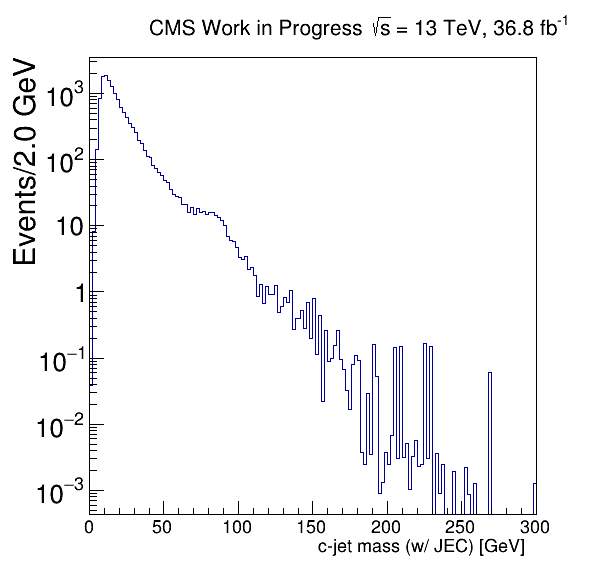 CMS Work in Progress √s = 13 TeV, 36.8 fb⁻¹
Events/2.0 GeV
10³
10²
10
1
10⁻¹
10⁻²
10⁻³
0 50 100 150 200 250 300
c-jet mass (w/ JEC) [GeV]